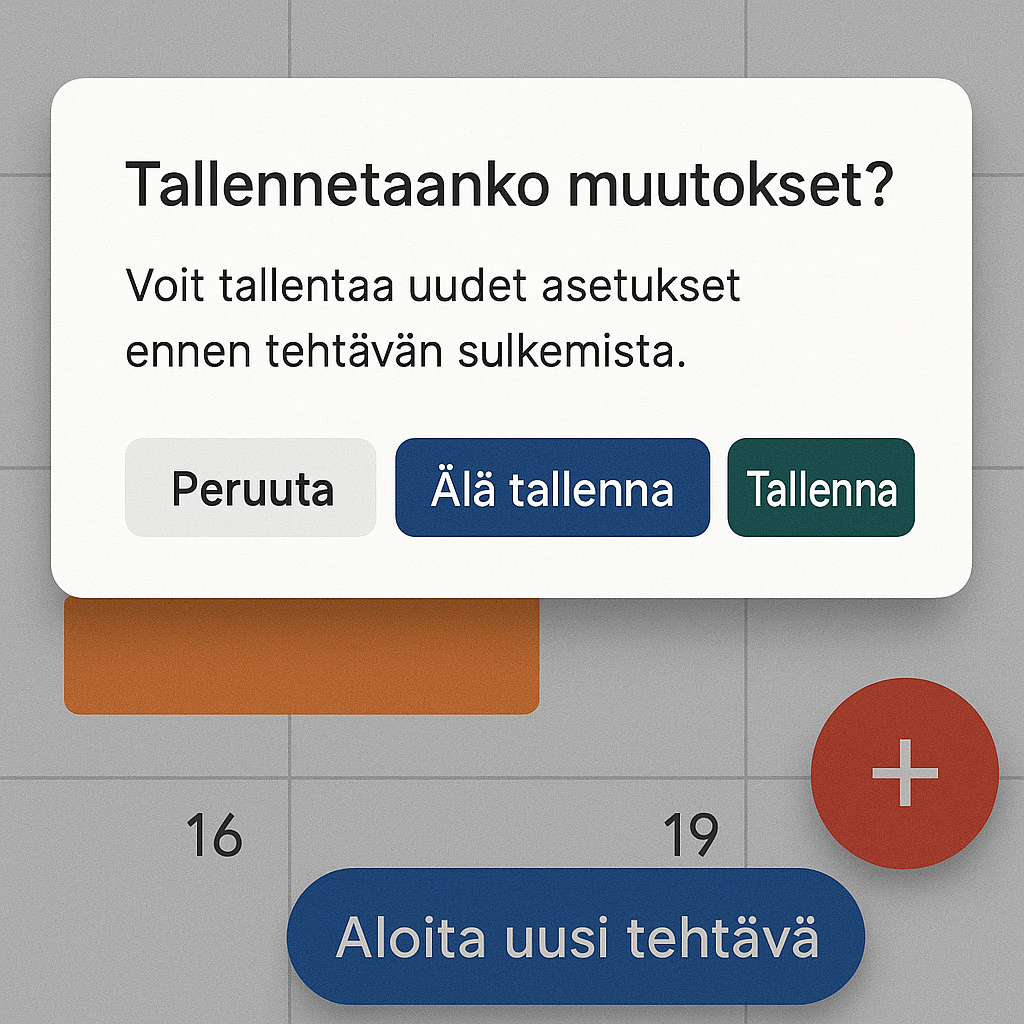 Tallennetaanko muutokset?
Voit tallentaa uudet asetukset
ennen tehtävän sulkemista.
Peruuta
Älä tallenna
Tallenna
16
19
+
Aloita uusi tehtävä